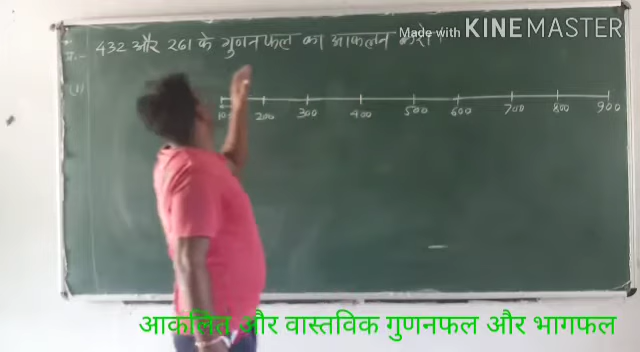 Made with KINEMASTER
प्र.- 432 और 261 के गुणनफल का आकलन करो।
(1)
100 200 300 400 500 600 700 800 900
आकलित और वास्तविक गुणनफल और भागफल